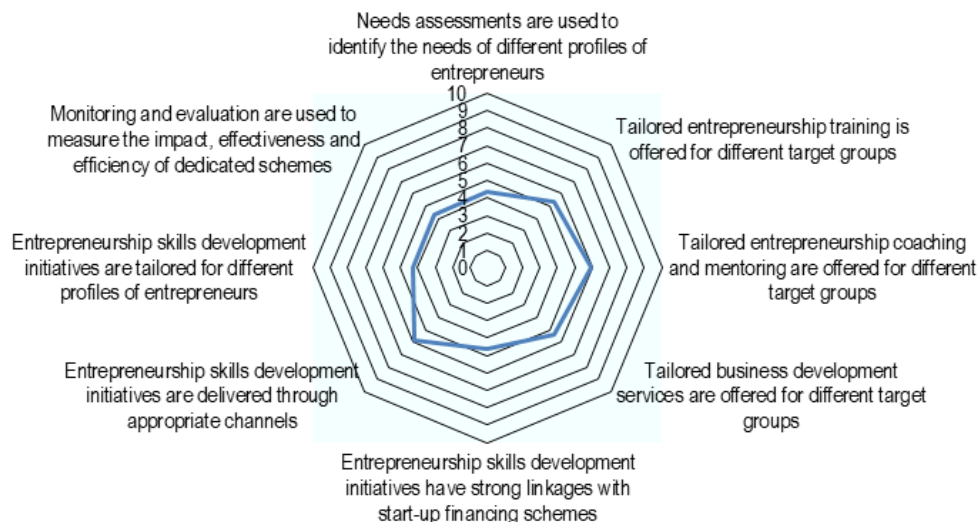 Needs assessments are used to
identify the needs of different profiles of
entrepreneurs
10
9
8
7
6
5
4
3
2
1
0
Tailored entrepreneurship training is
offered for different target groups
Tailored entrepreneurship coaching
and mentoring are offered for different
target groups
Tailored business development
services are offered for different target
groups
Entrepreneurship skills development
initiatives have strong linkages with
start-up financing schemes
Entrepreneurship skills development
initiatives are delivered through
appropriate channels
Entrepreneurship skills development
initiatives are tailored for different
profiles of entrepreneurs
Monitoring and evaluation are used to
measure the impact, effectiveness and
efficiency of dedicated schemes